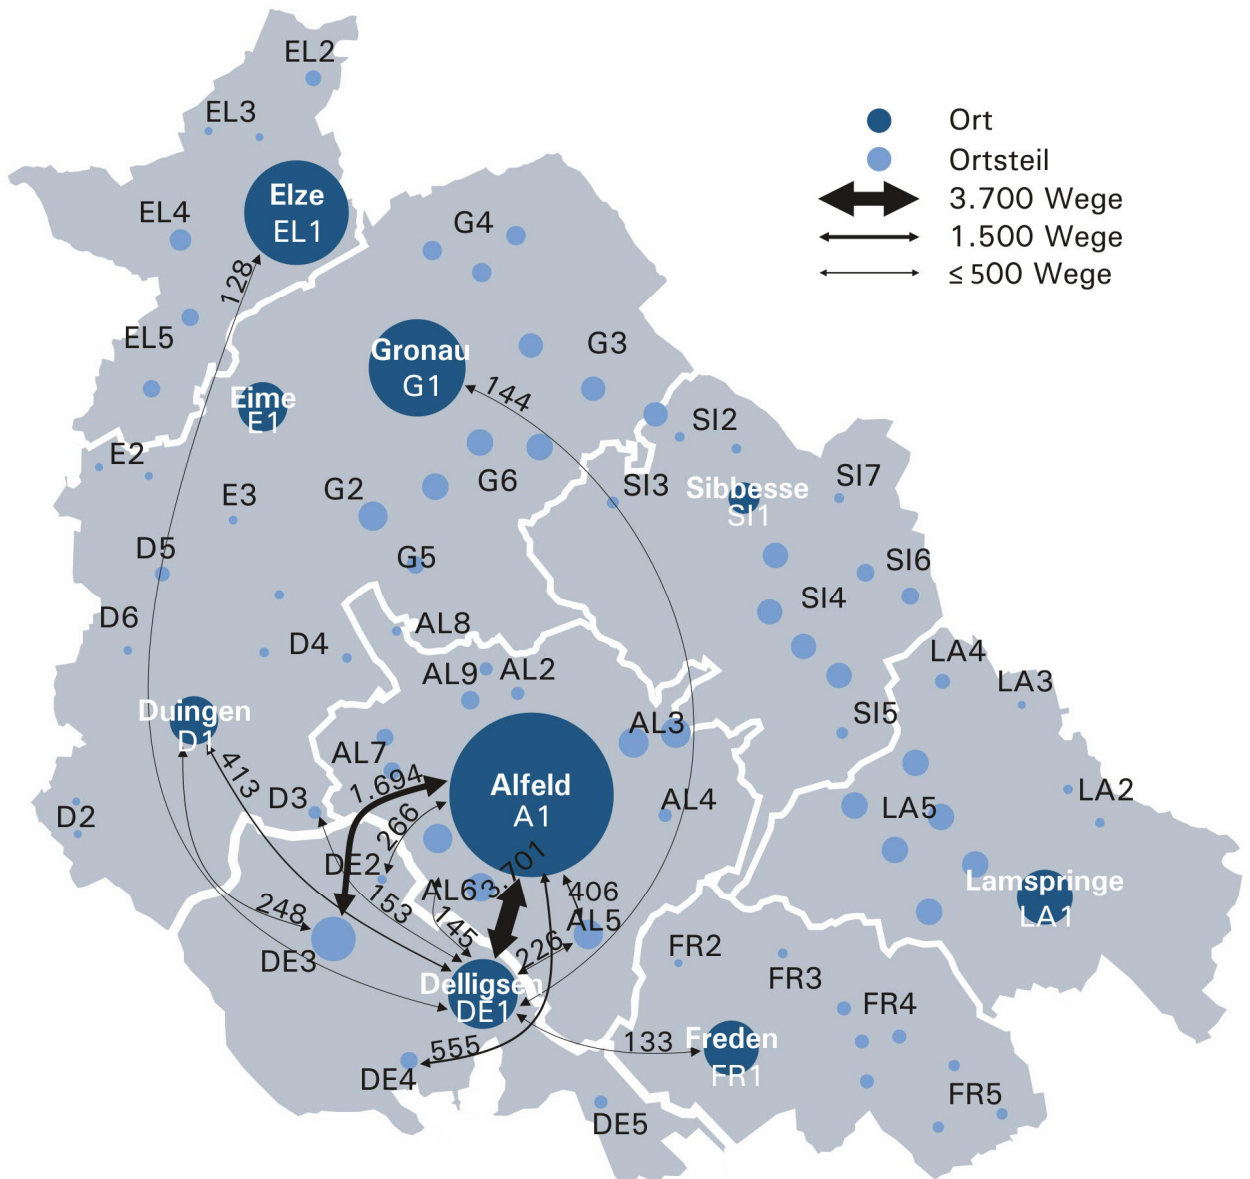 EL2
EL3
Elze
EL1
EL4
128
EL5
Ort
Ortsteil
3.700 Wege
1.500 Wege
≤ 500 Wege
G4
G3
Gronau
G1
144
Eime
E1
E2
E3
G2
G6
G5
SI2
SI3
Sibbesse
SI1
SI7
SI6
SI4
SI5
D5
D6
D4
AL8
AL9
AL2
AL3
AL4
AL7
Duingen
D1
D2
D3
413
1.694
266
Alfeld
A1
3.701
406
AL5
AL6
145
226
DE2
153
248
DE3
Delligsen
DE1
555
DE4
DE5
133
Freden
FR1
FR2
FR3
FR4
FR5
LA4
LA3
LA2
LA5
Lamspringe
LA1